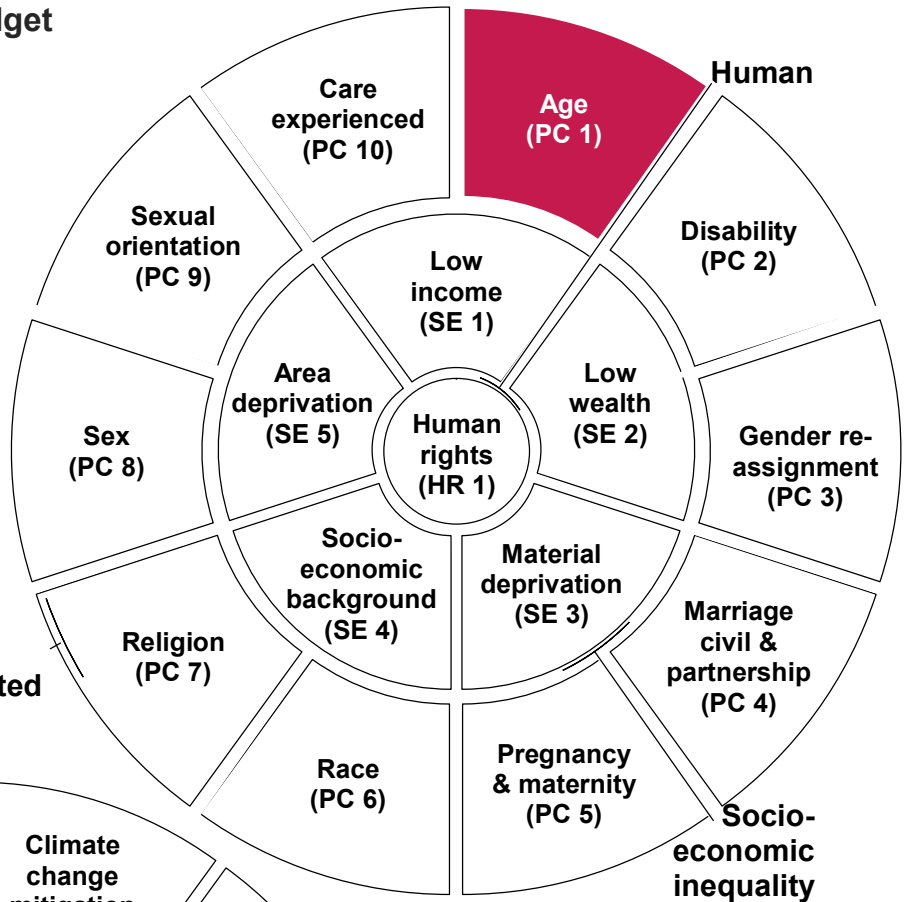 Human
Care
experienced
(PC 10)
Age
(PC 1)
Sexual
orientation
(PC 9)
Disability
(PC 2)
Low
income
(SE 1)
Area
deprivation
(SE 5)
Low
wealth
(SE 2)
Sex
(PC 8)
Human
rights
(HR 1)
Gender re-
assignment
(PC 3)
Socio-
economic
background
(SE 4)
Material
deprivation
(SE 3)
Religion
(PC 7)
Marriage
civil &
partnership
(PC 4)
Race
(PC 6)
Pregnancy
& maternity
(PC 5)
Socio-
economic
inequality
Climate
change